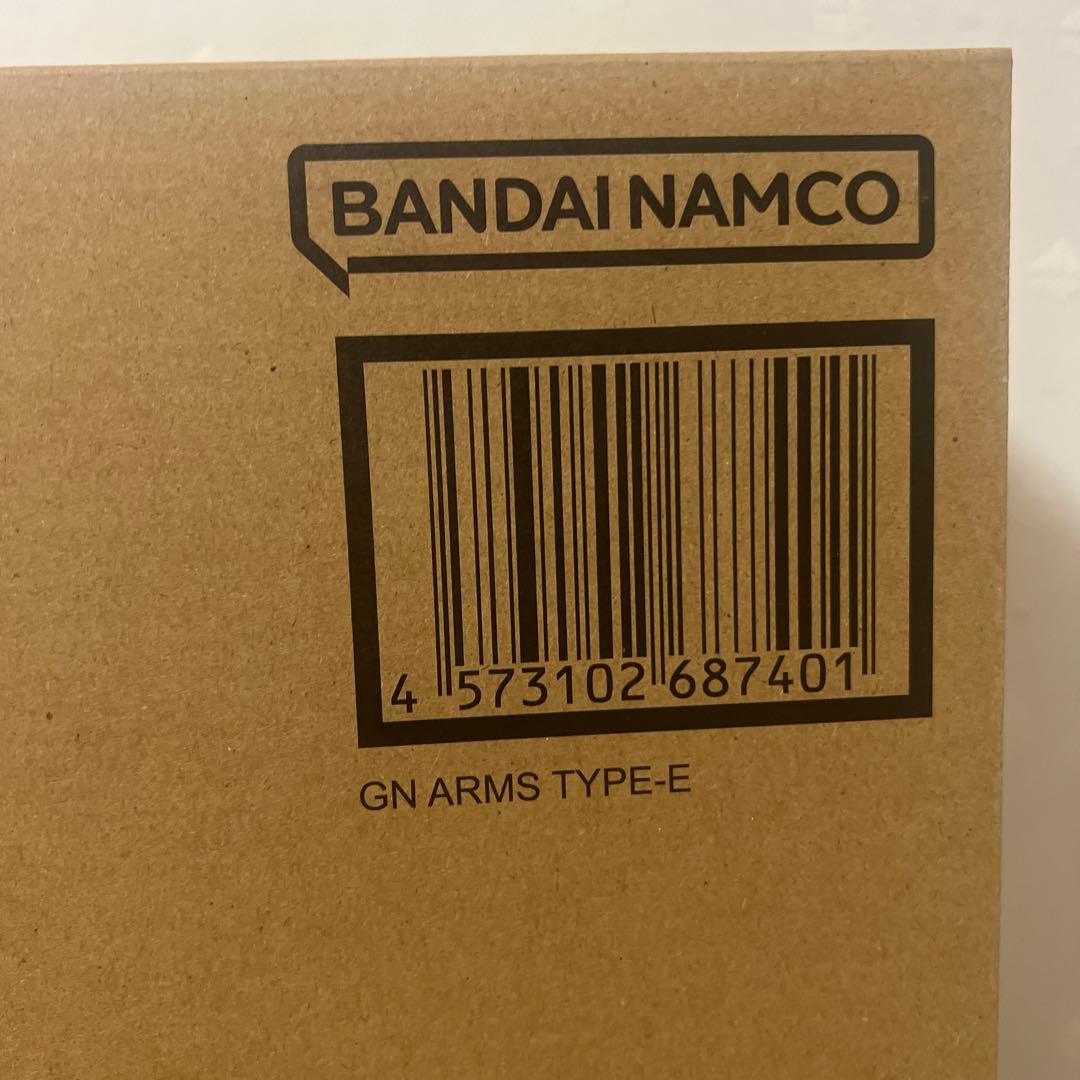 BANDAI NAMCO
4 573102 687401
GN ARMS TYPE-E